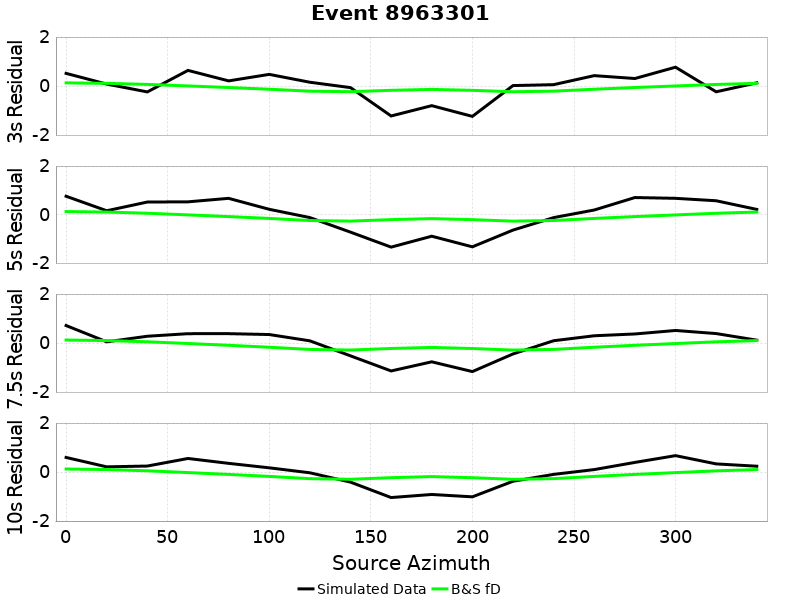 Event 8963301
3s Residual
2
0
-2
5s Residual
2
0
-2
7.5s Residual
2
0
-2
10s Residual
2
0
-2
0 50 100 150 200 250 300
Source Azimuth
Simulated Data B&S fD